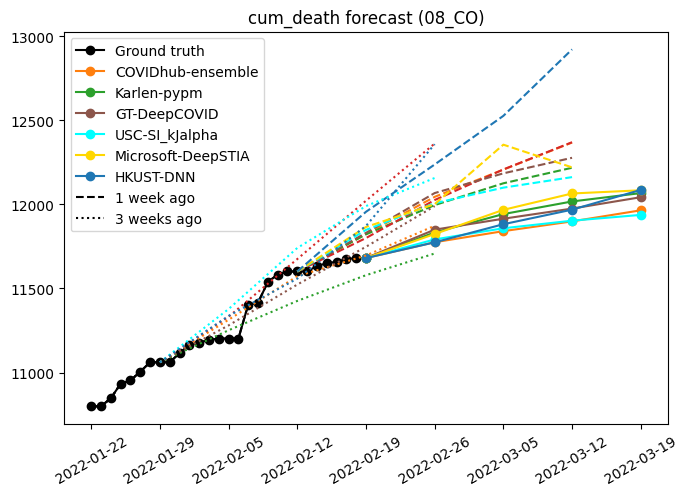 cum_death forecast (08_CO)
13000
12500
12000
11500
11000
Ground truth
COVIDhub-ensemble
Karlen-pypm
GT-DeepCOVID
USC-SI_kJalpha
Microsoft-DeepSTIA
HKUST-DNN
1 week ago
3 weeks ago
2022-01-22
2022-01-29
2022-02-05
2022-02-12
2022-02-19
2022-02-26
2022-03-05
2022-03-12
2022-03-19